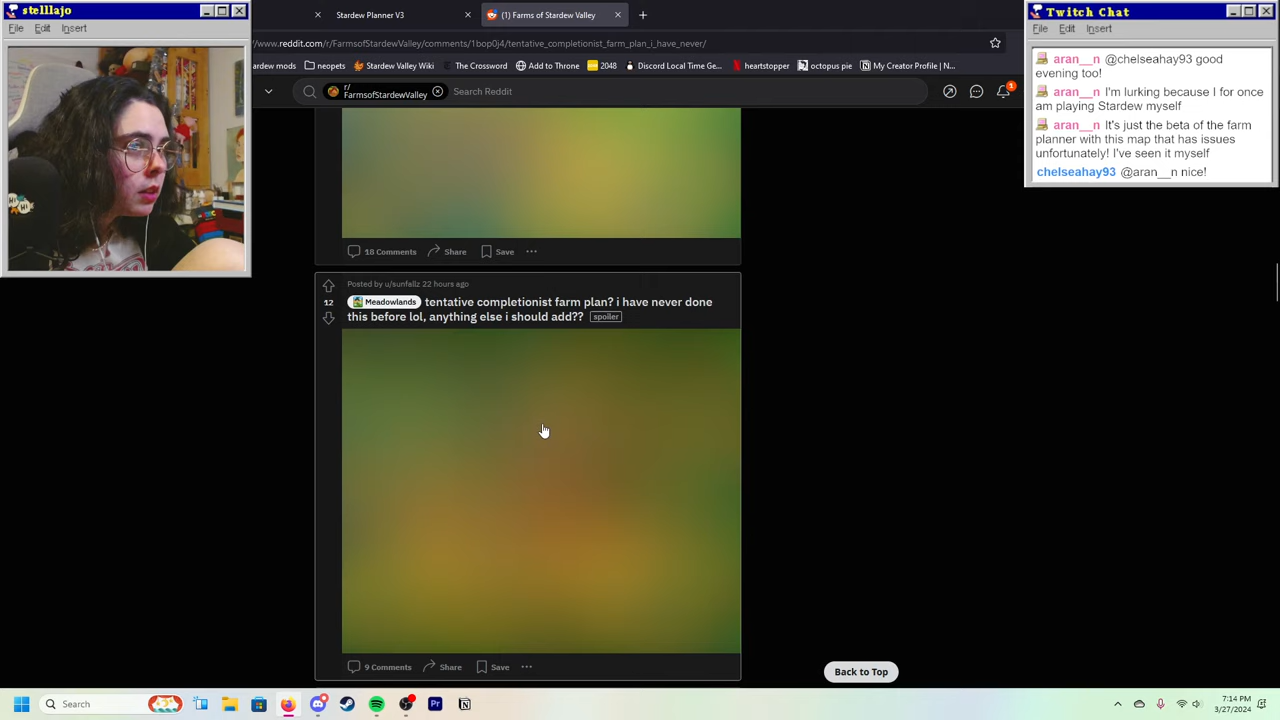 stelllajo
File Edit Insert
Stardew Planner V3
(1) Farmsof Stardew Valley
www.reddit.com/FarmsofStardewValley/comments/1bop0j4/tentative_completionist_farm_plan_i_have_never/
Stardew Valley Wiki
The Crossword
Add to Throne
2048
Discord Local Time Ge...
heartstopper
octopus pie
My Creator Profile | N...
r/
FarmsofStardewValley
Search Reddit
1
18 Comments Share Save
Posted by u/sunfallz 22 hours ago
12
Meadowlands tentative completionist farm plan? i have never done
this before lol, anything else i should add?? spoiler
9 Comments Share Save
Back to Top
Twitch Chat
File Edit Insert
aran__n @chelseahay93 good
evening too!
aran__n I'm lurking because I for once
am playing Stardew myself
aran__n It's just the beta of the farm
planner with this map that has issues
unfortunately! I've seen it myself
chelseahay93 @aran__n nice!
Search
7:14 PM
3/27/2024